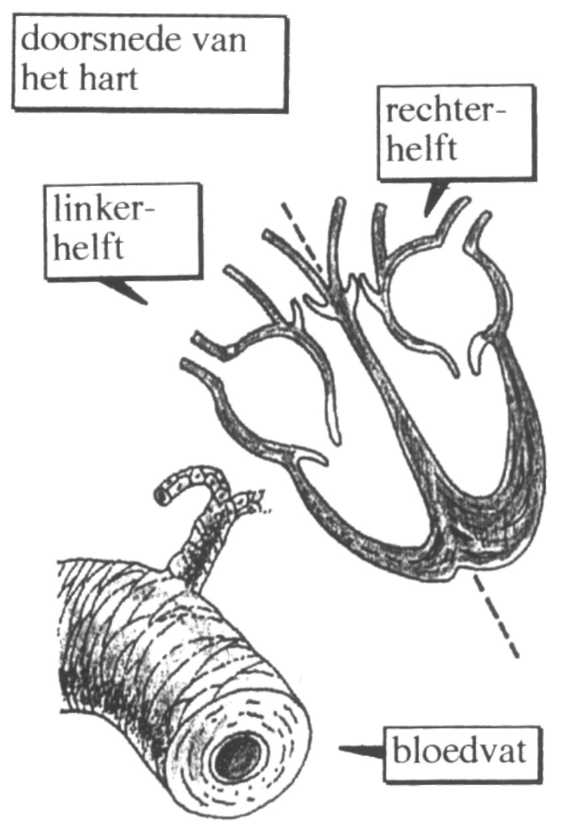 doorsnede van
het hart
rechter-
helft
linker-
helft
bloedvat